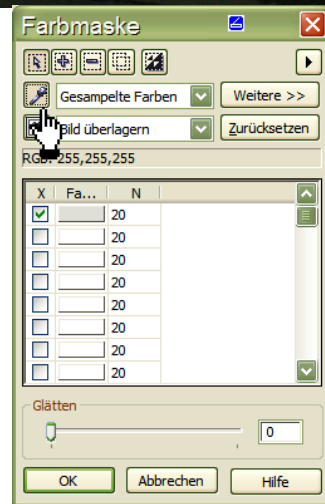 Farbmaske
Gesampelte Farben Weitere >>
Bild überlagern Zurücksetzen
RGB: 255,255,255
X Fa... N
20
20
20
20
20
20
20
20
Glätten
0
OK Abbrechen Hilfe